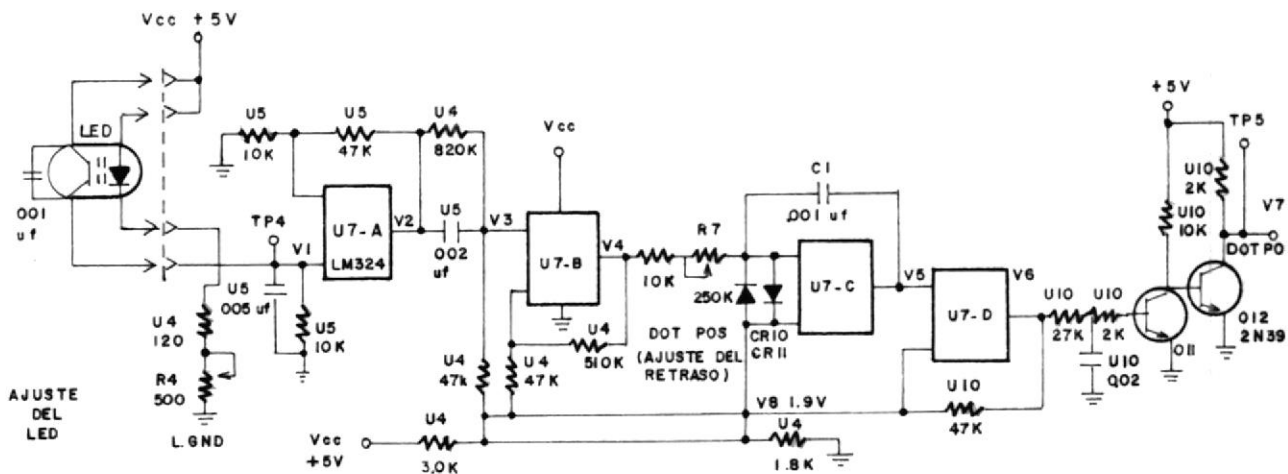 Vcc + 5V
LED
.001
uf
U5
10K
U5
47K
U4
820K
U7-A
LM324
TP4
V1
V2
U5
.002
uf
V3
U5
.005 uf
U5
10K
U4
120
R4
500
AJUSTE
DEL
LED
L.GND
Vcc
U7-B
V4
10K
R7
250K
U4
510K
U4
47k
U4
47K
DOT POS
(AJUSTE DEL
RETRASO)
C1
.001 uf
U7-C
CR10
CR11
V5
U7-D
V6
V8 1.9V
U10
47K
Vcc
+5V
U4
3.0K
U4
1.8K
U10
27K
U10
2K
U10
0.02
+5V
U10
10K
U10
2K
TP5
V7
DOTPO
Q11
Q12
2N39